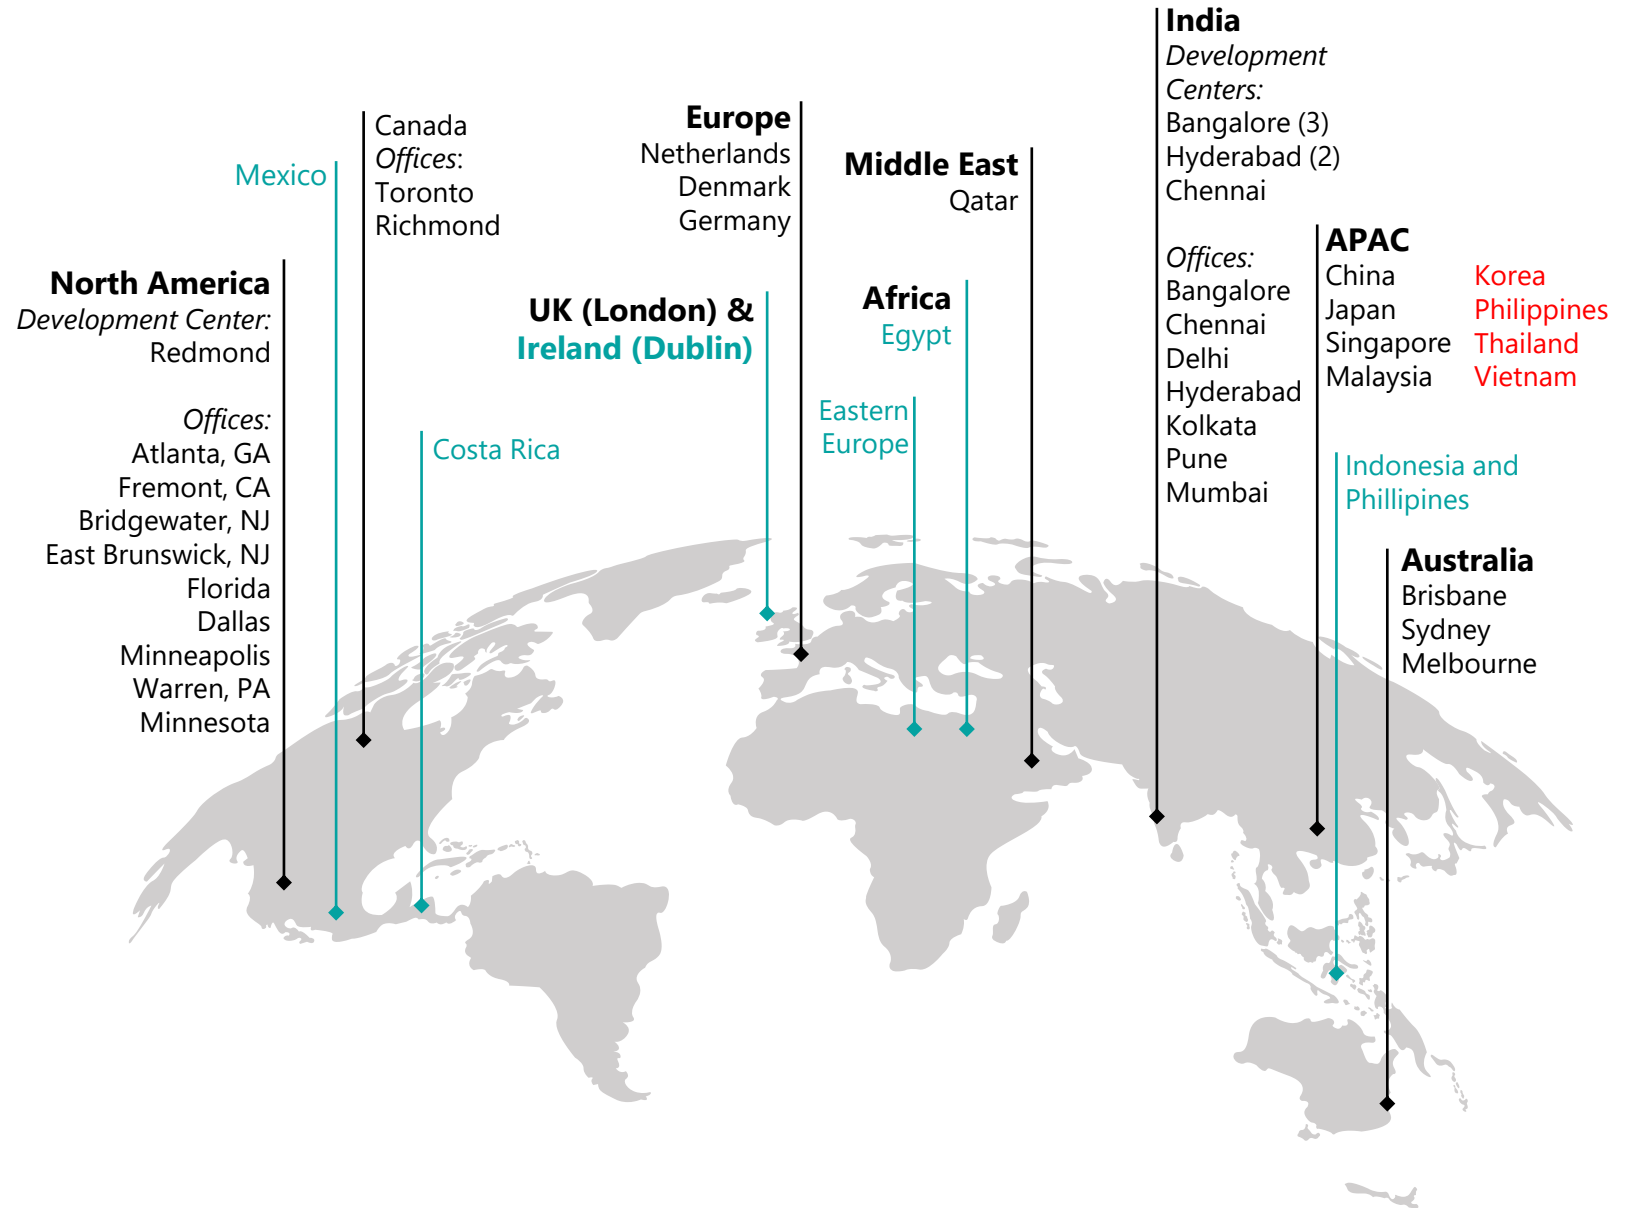 North America
Development Center:
Redmond
Offices:
Atlanta, GA
Fremont, CA
Bridgewater, NJ
East Brunswick, NJ
Florida
Dallas
Minneapolis
Warren, PA
Minnesota
Mexico
Canada
Offices:
Toronto
Richmond
Costa Rica
UK (London) &
Ireland (Dublin)
Europe
Netherlands
Denmark
Germany
Eastern
Europe
Africa
Egypt
Middle East
Qatar
India
Development
Centers:
Bangalore (3)
Hyderabad (2)
Chennai
Offices:
Bangalore
Chennai
Delhi
Hyderabad
Kolkata
Pune
Mumbai
APAC
China
Japan
Singapore
Malaysia
Korea
Philippines
Thailand
Vietnam
Indonesia and
Phillipines
Australia
Brisbane
Sydney
Melbourne